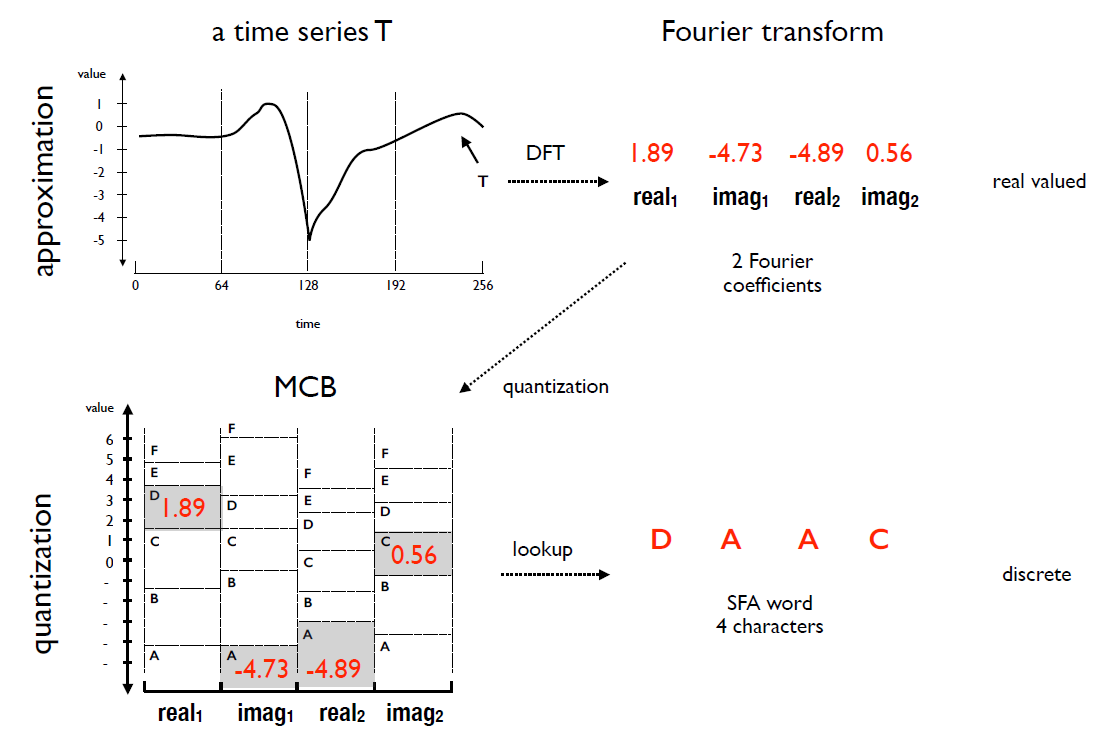 a time series T
Fourier transform
approximation
value
1
0
-1
-2
-3
-4
-5
T
0 64 128 192 256
time
DFT
1.89 -4.73 -4.89 0.56
real1 imag1 real2 imag2
real valued
2 Fourier
coefficients
quantization
MCB
quantization
value
6
5
4
3
2
1
0
-
-
-
-
-
F
E
D
1.89
C
B
A
F
E
D
C
B
A
-4.73
F
E
D
C
B
A
-4.89
F
E
D
C
0.56
B
A
real1 imag1 real2 imag2
lookup
D A A C
discrete
SFA word
4 characters